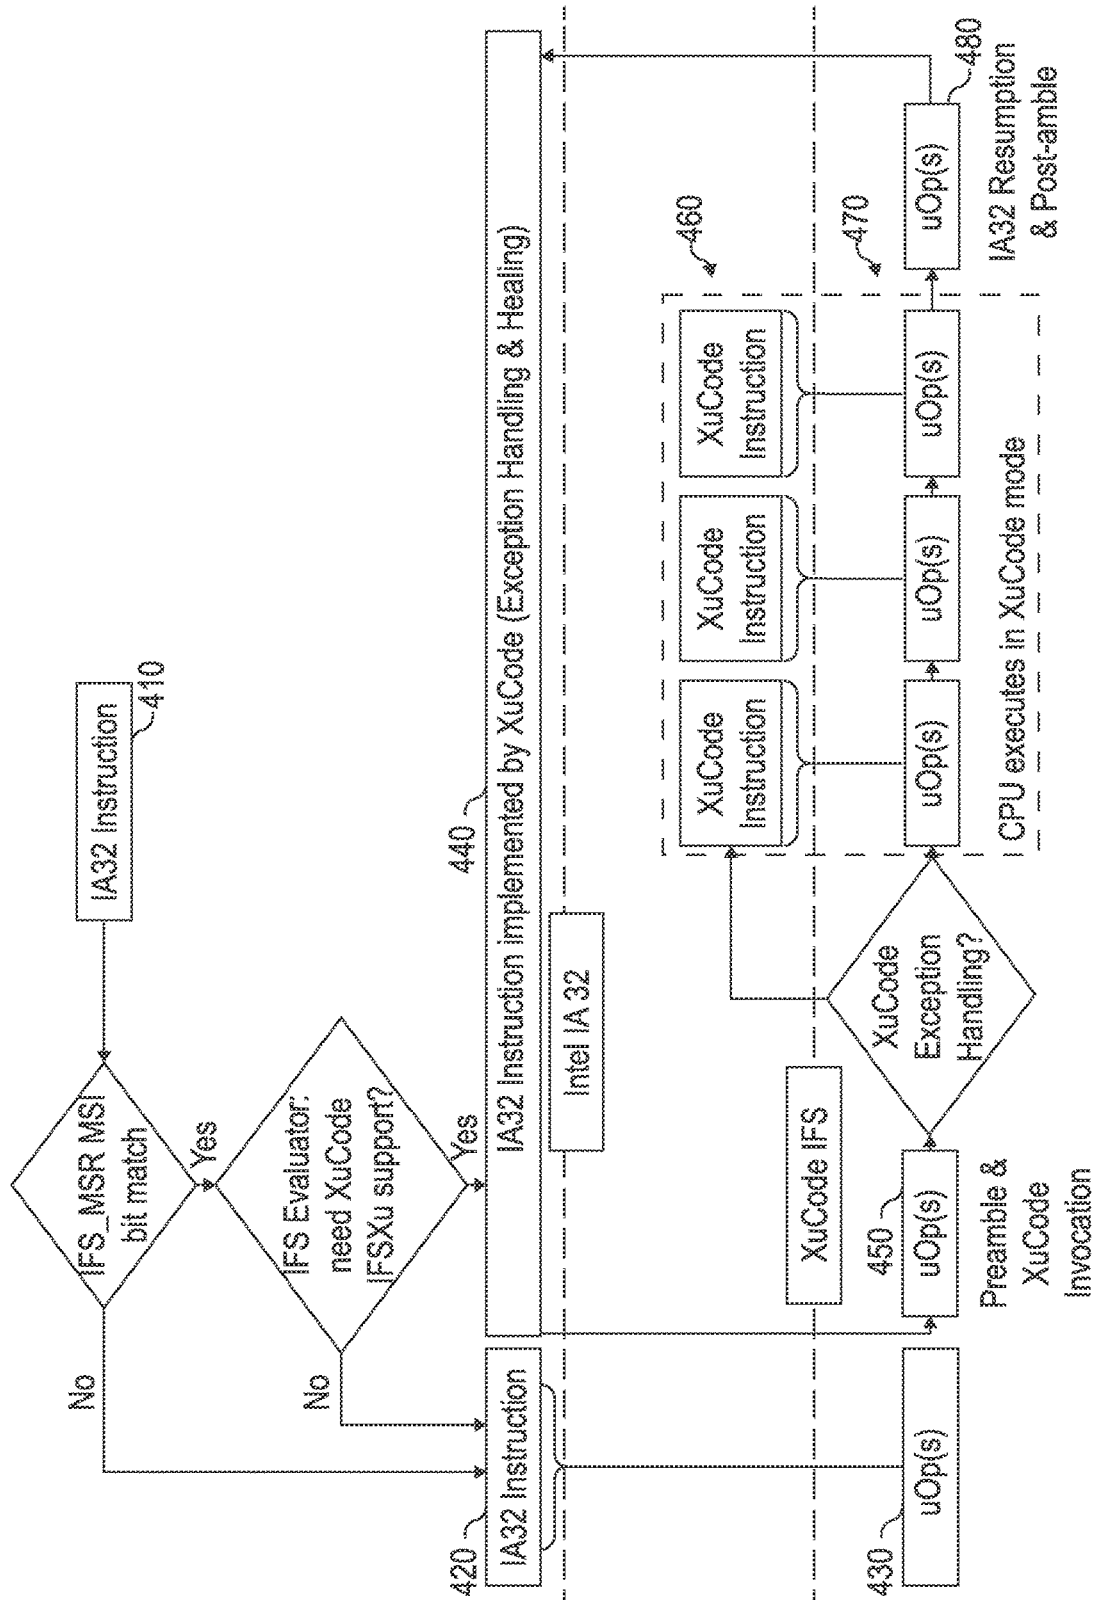 IA32 Instruction
410
IFS_MSR MSI
bit match
No
Yes
IFS Evaluator:
need XuCode
IFSXu support?
No
Yes
420
IA32 Instruction
440
IA32 Instruction implemented by XuCode (Exception Handling & Healing)
Intel IA 32
XuCode IFS
430
uOp(s)
450
uOp(s)
Preamble &
XuCode
Invocation
XuCode
Exception
Handling?
XuCode
Instruction
XuCode
Instruction
XuCode
Instruction
460
uOp(s)
uOp(s)
uOp(s)
470
CPU executes in XuCode mode
uOp(s)
480
IA32 Resumption
& Post-amble